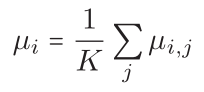 μ_i = \frac{1}{K} \sum_j μ_{i,j}